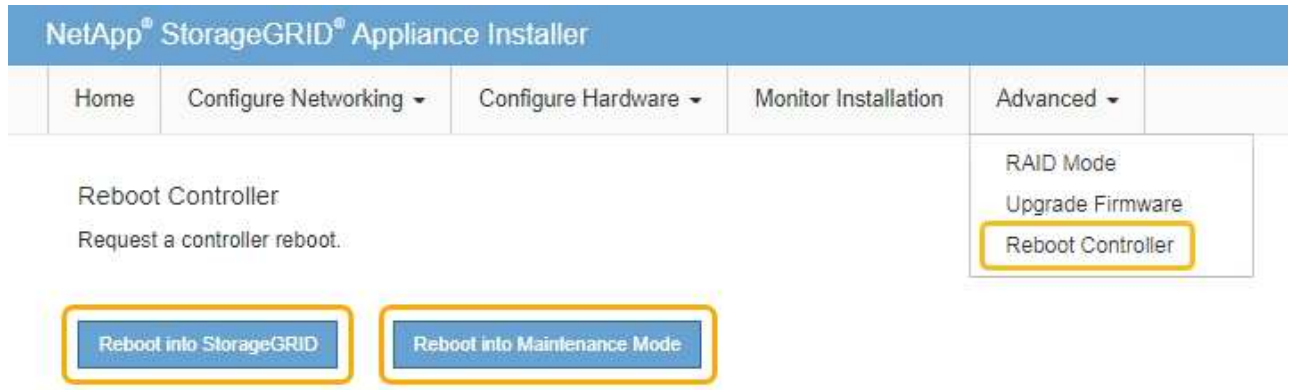 NetApp® StorageGRID® Appliance Installer
Home Configure Networking Configure Hardware Monitor Installation Advanced
RAID Mode
Upgrade Firmware
Reboot Controller
Reboot Controller
Request a controller reboot.
Reboot into StorageGRID Reboot into Maintenance Mode